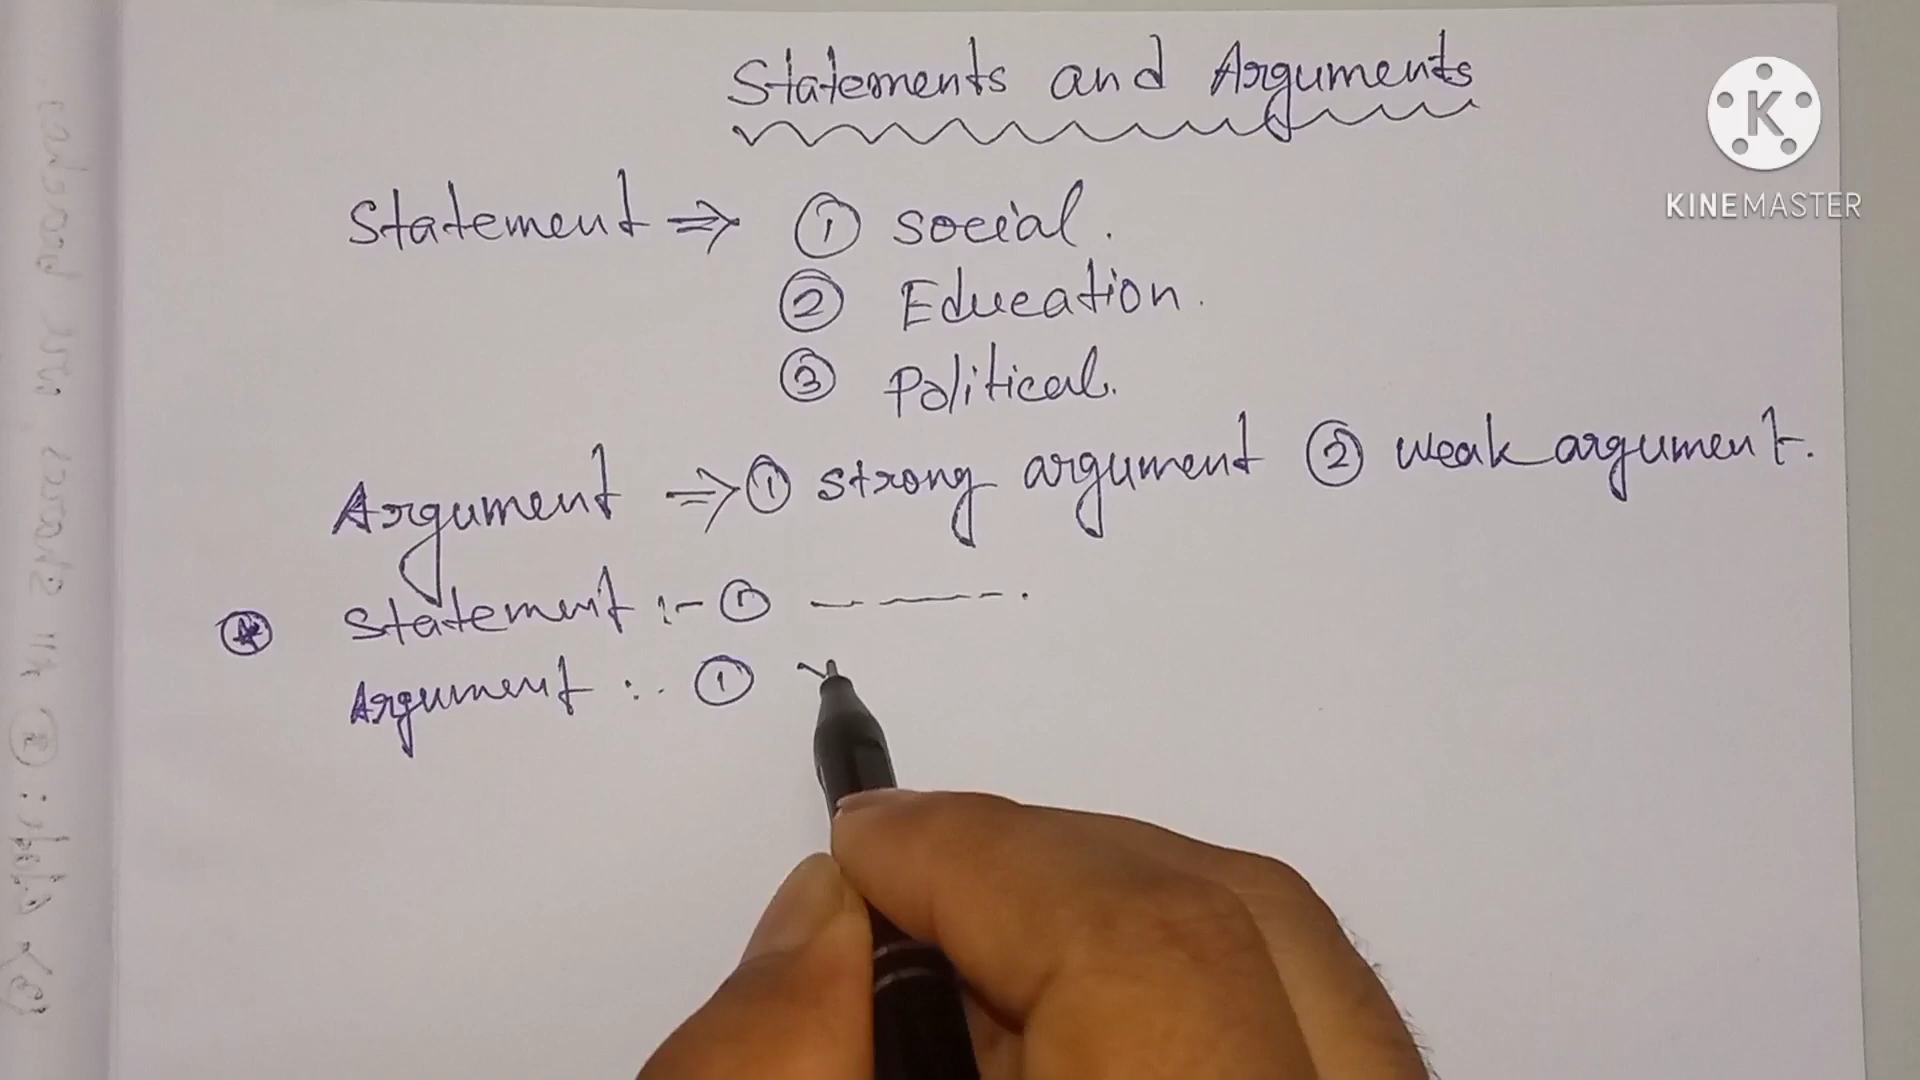 Statements and Arguments
K
KINEMASTER
Statement ⇒ ① Social.
② Education.
③ Political.
Argument ⇒ ① strong argument ② weak argument.
Statement :- ① — — — — .
Argument : . ①